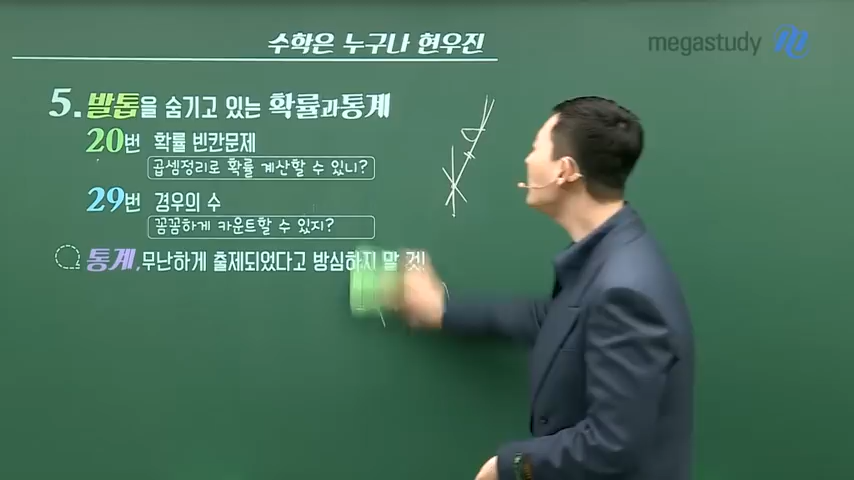 수학은 누구나 현우진
megastudy
5. 발톱을 숨기고 있는 확률과통계
20번 확률 빈칸문제
곱셈정리로 확률 계산할 수 있니?
29번 경우의 수
꼼꼼하게 카운트할 수 있지?
통계, 무난하게 출제되었다고 방심하지 말 것!